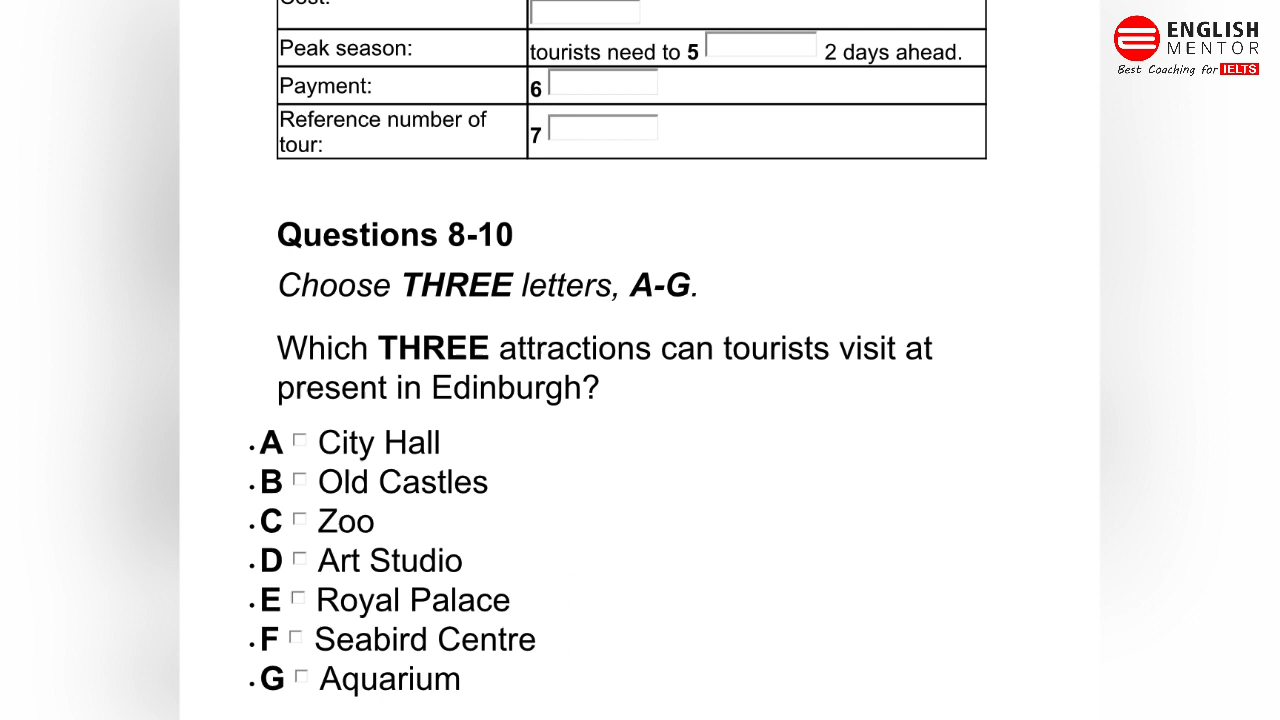 Cost:
Peak season: tourists need to 5 2 days ahead.
Payment: 6
Reference number of
tour: 7
ENGLISH
MENTOR
Best Coaching for IELTS
Questions 8-10
Choose THREE letters, A-G.
Which THREE attractions can tourists visit at
present in Edinburgh?
. A City Hall
. B Old Castles
. C Zoo
. D Art Studio
. E Royal Palace
. F Seabird Centre
. G Aquarium